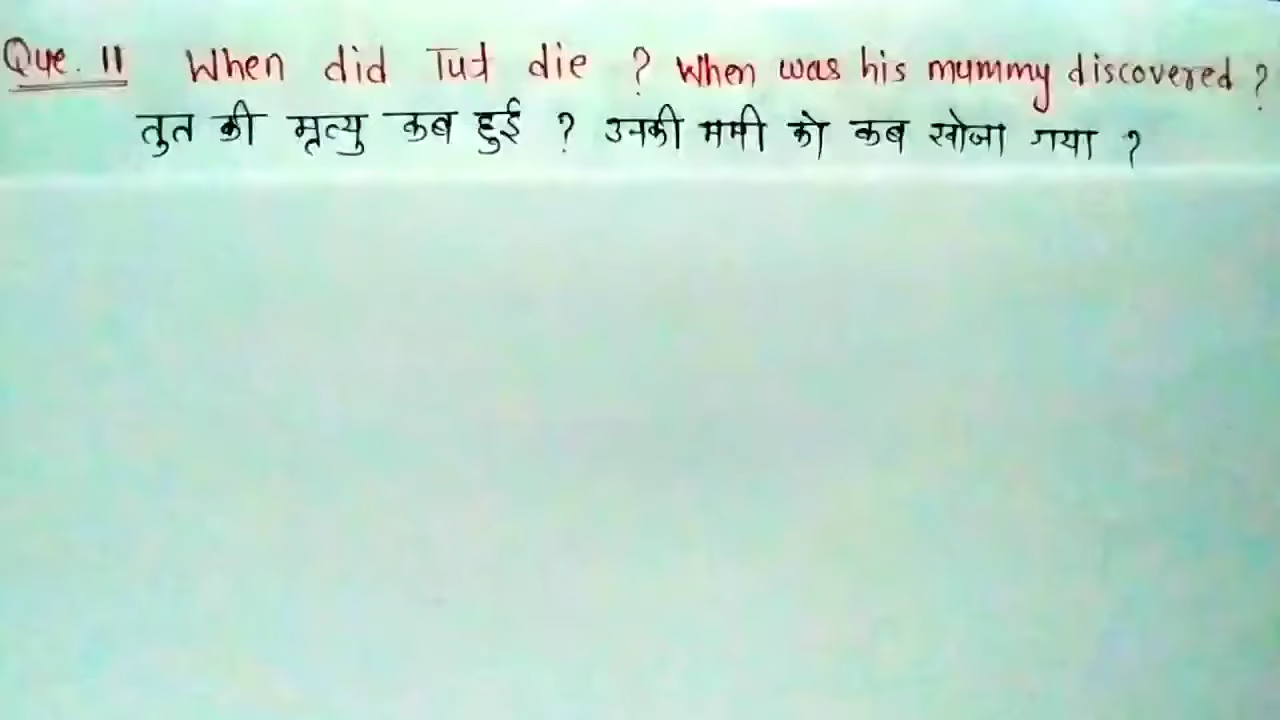 Que. 11 When did Tut die ? When was his mummy discovered ?
तुत की मृत्यु कब हुई ? उनकी ममी को कब खोजा गया ?